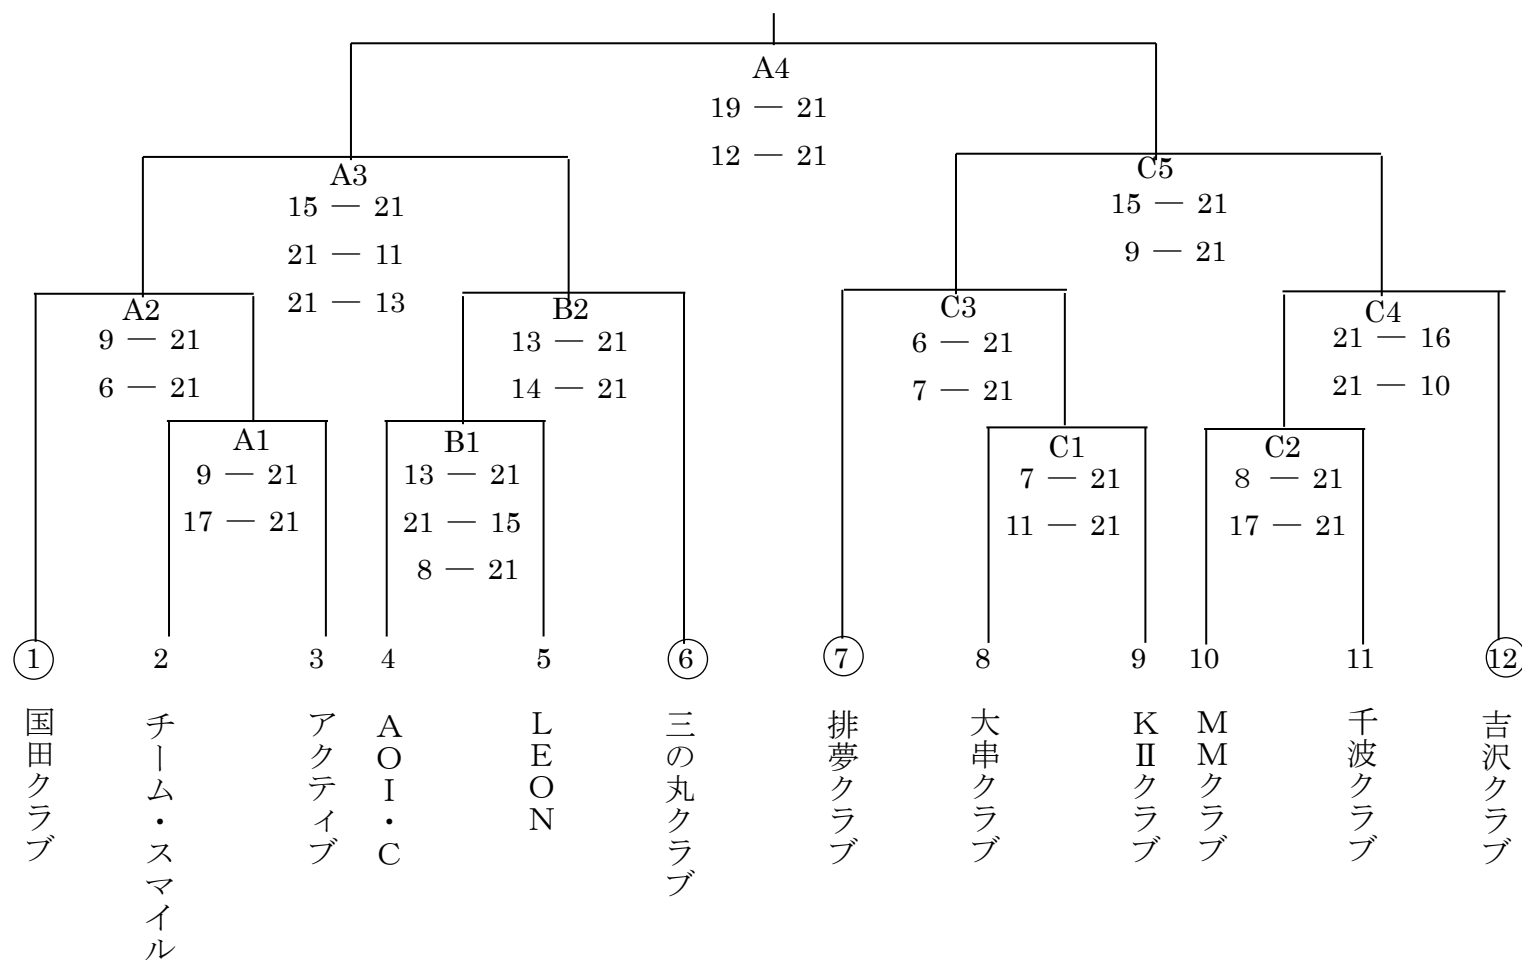 A4
19 — 21
12 — 21
A3
15 — 21
21 — 11
21 — 13
C5
15 — 21
9 — 21
A2
9 — 21
6 — 21
B2
13 — 21
14 — 21
C3
6 — 21
7 — 21
C4
21 — 16
21 — 10
A1
9 — 21
17 — 21
B1
13 — 21
21 — 15
8 — 21
C1
7 — 21
11 — 21
C2
8 — 21
17 — 21
①
2
3
4
5
⑥
⑦
8
9
10
11
⑫
国田クラブ
チーム・スマイル
アクティブ
ＡＯＩ・Ｃ
ＬＥＯＮ
三の丸クラブ
排夢クラブ
大串クラブ
ＫⅡクラブ
ＭＭクラブ
千波クラブ
吉沢クラブ